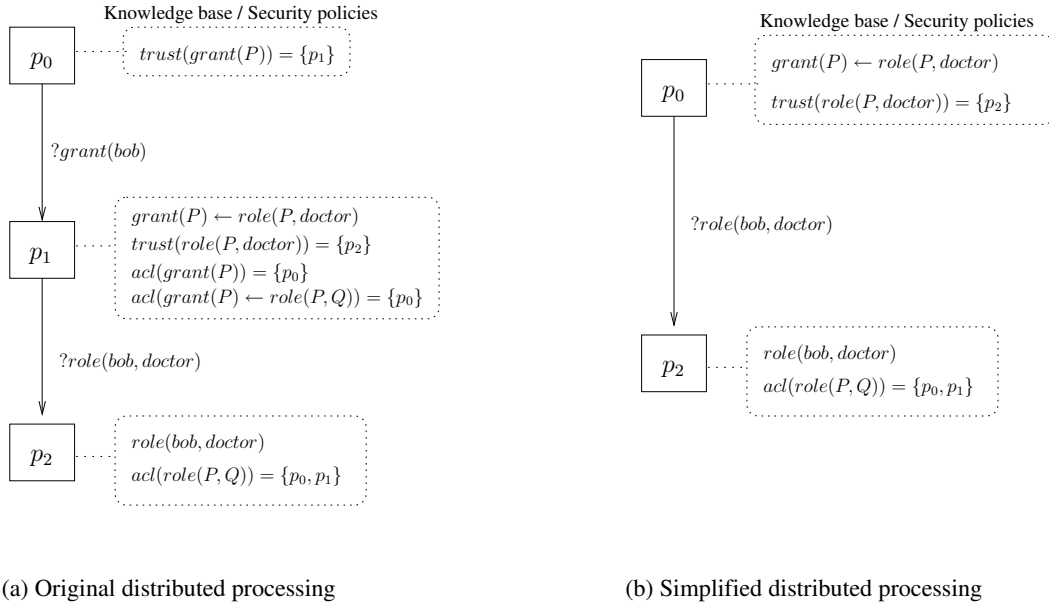 Knowledge base / Security policies
p₀
trust(grant(P)) = {p₁}
?grant(bob)
p₁
grant(P) ← role(P, doctor)
trust(role(P, doctor)) = {p₂}
acl(grant(P)) = {p₀}
acl(grant(P) ← role(P, Q)) = {p₀}
?role(bob, doctor)
p₂
role(bob, doctor)
acl(role(P, Q)) = {p₀, p₁}
(a) Original distributed processing
Knowledge base / Security policies
p₀
grant(P) ← role(P, doctor)
trust(role(P, doctor)) = {p₂}
?role(bob, doctor)
p₂
role(bob, doctor)
acl(role(P, Q)) = {p₀, p₁}
(b) Simplified distributed processing